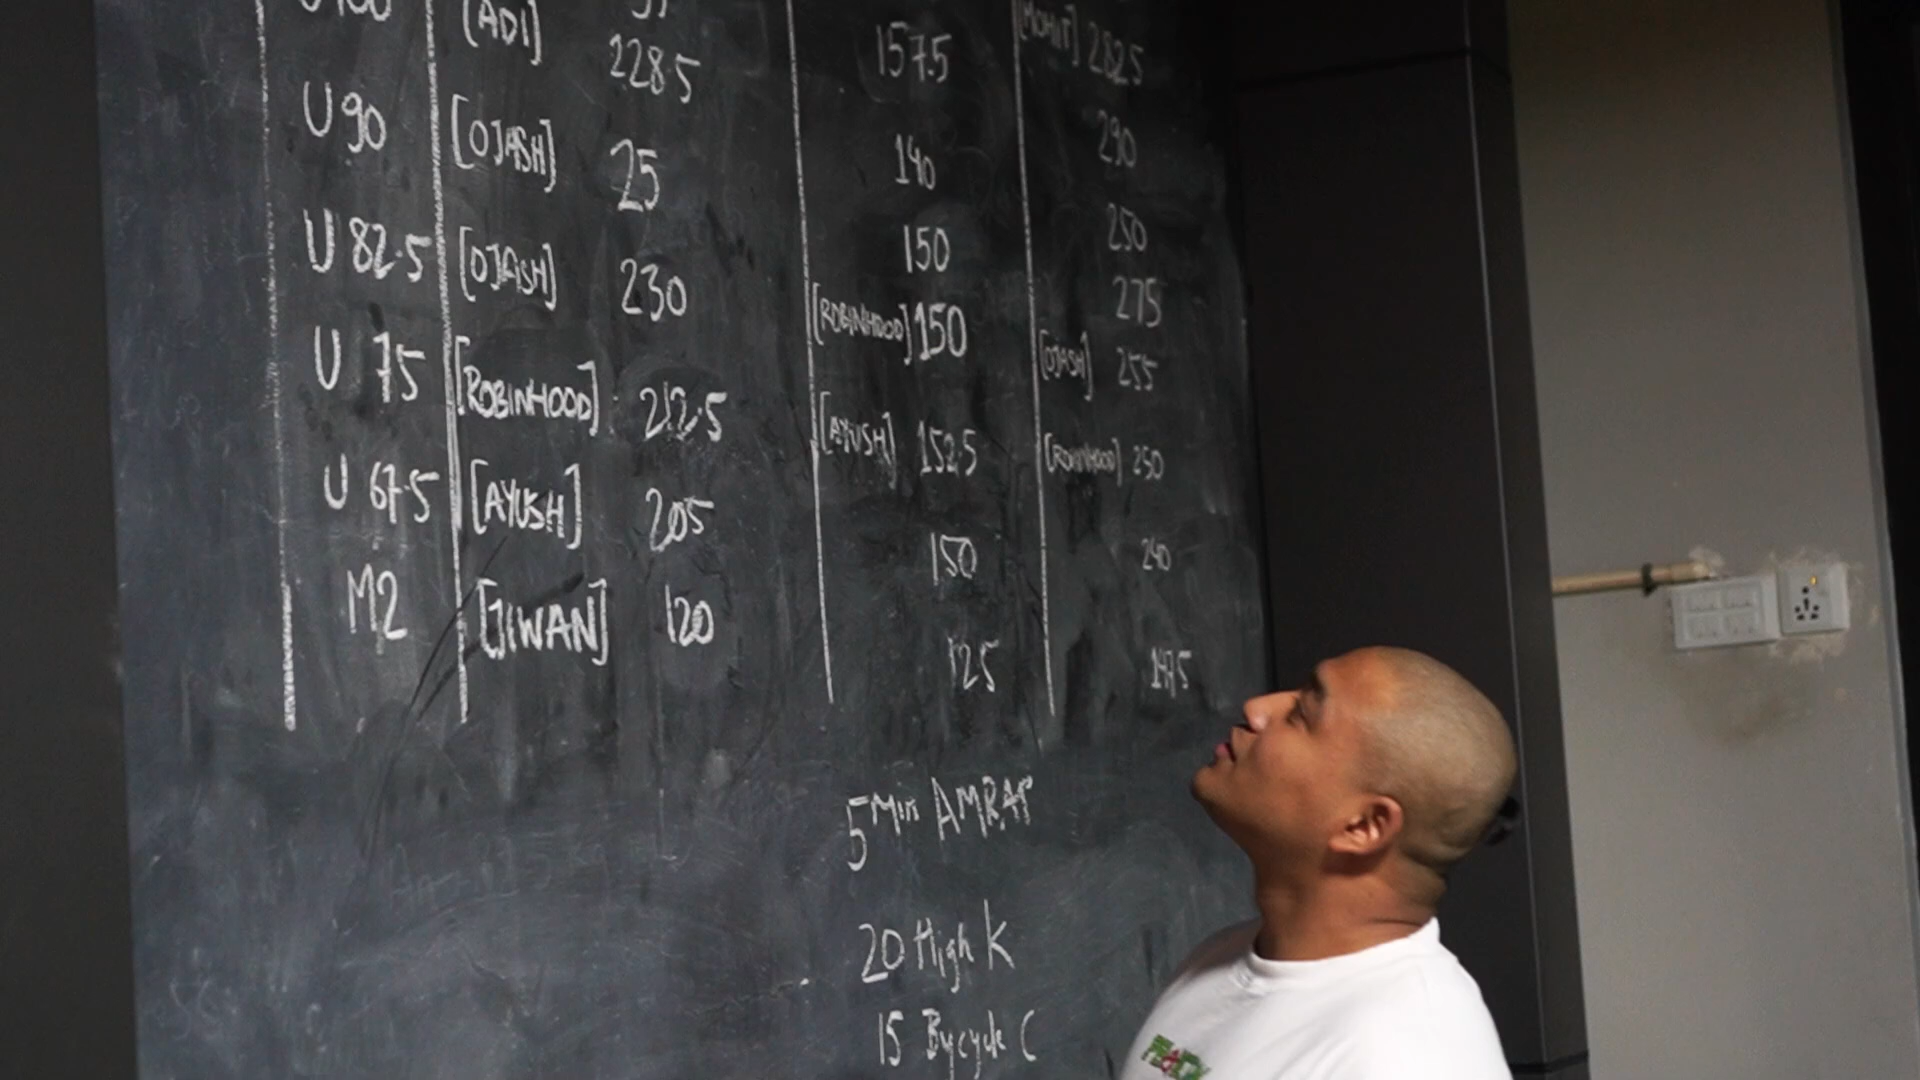 U 100 [ADI]
228.5 157.5 [MOHIT] 282.5
U 90 [OJASH] 25 140 290
U 82.5 [OJASH] 230 150 250
U 75 [ROBINHOOD] 212.5 [ROBINHOOD] 150 275
U 67.5 [AYUSH] 205 [AYUSH] 152.5 [OJASH] 255
M2 [JIWAN] 120 150 [ROBINHOOD] 250
240
125 147.5
5 Min AMRAP
20 High K
15 Bycycle C